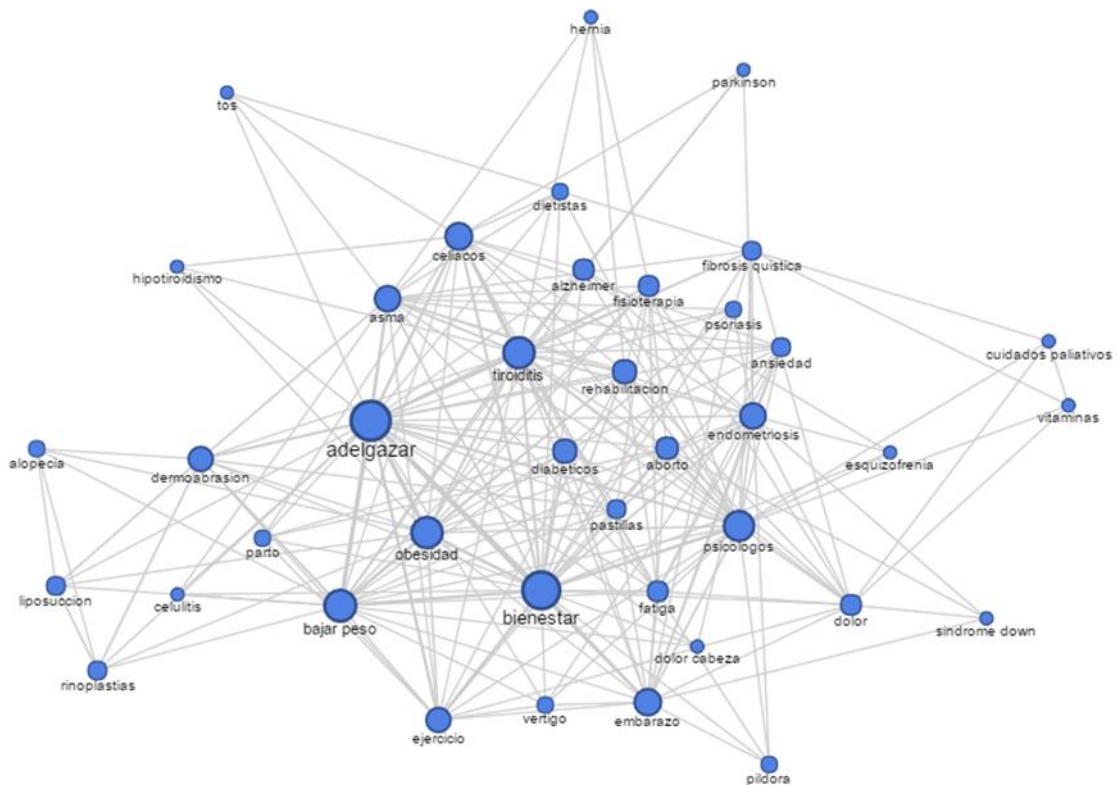 hernia
parkinson
tos
dietistas
celiacos
fibrosis quistica
hipotiroidismo
alzheimer
fisioterapia
asma
psoriasis
cuidados paliativos
ansiedad
tiroiditis
rehabilitacion
vitaminas
adelgazar
endometriosis
alopecia
dermoabrasion
diabeticos
aborto
esquizofrenia
pastillas
parto
obesidad
psicologos
liposuccion
celulitis
bajar peso
bienestar
fatiga
dolor
sindrome down
dolor cabeza
rinoplastias
ejercicio
vertigo
embarazo
pildora